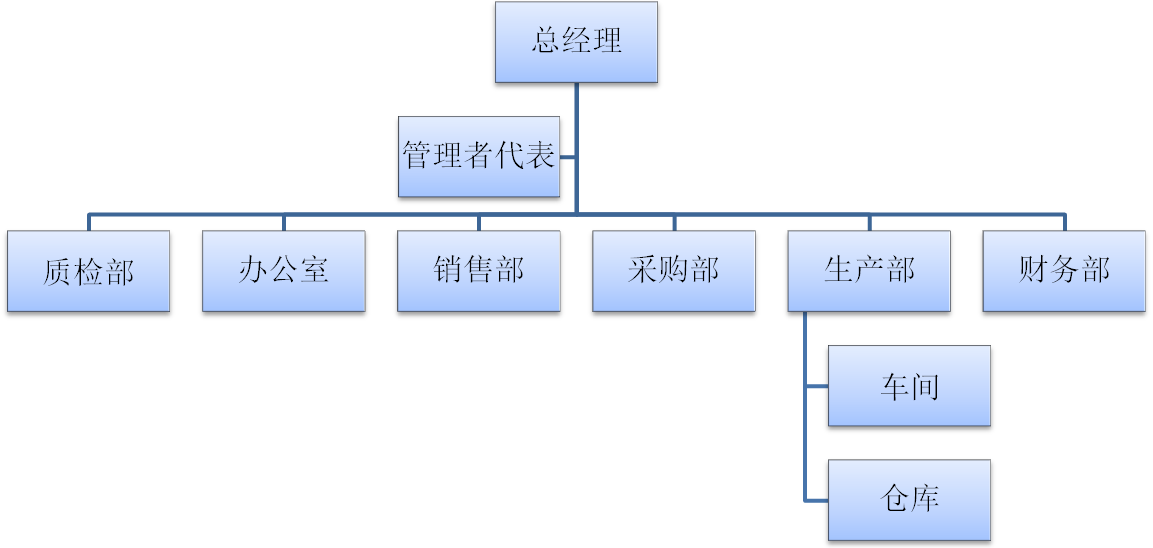 总经理
管理者代表
质检部
办公室
销售部
采购部
生产部
财务部
车间
仓库